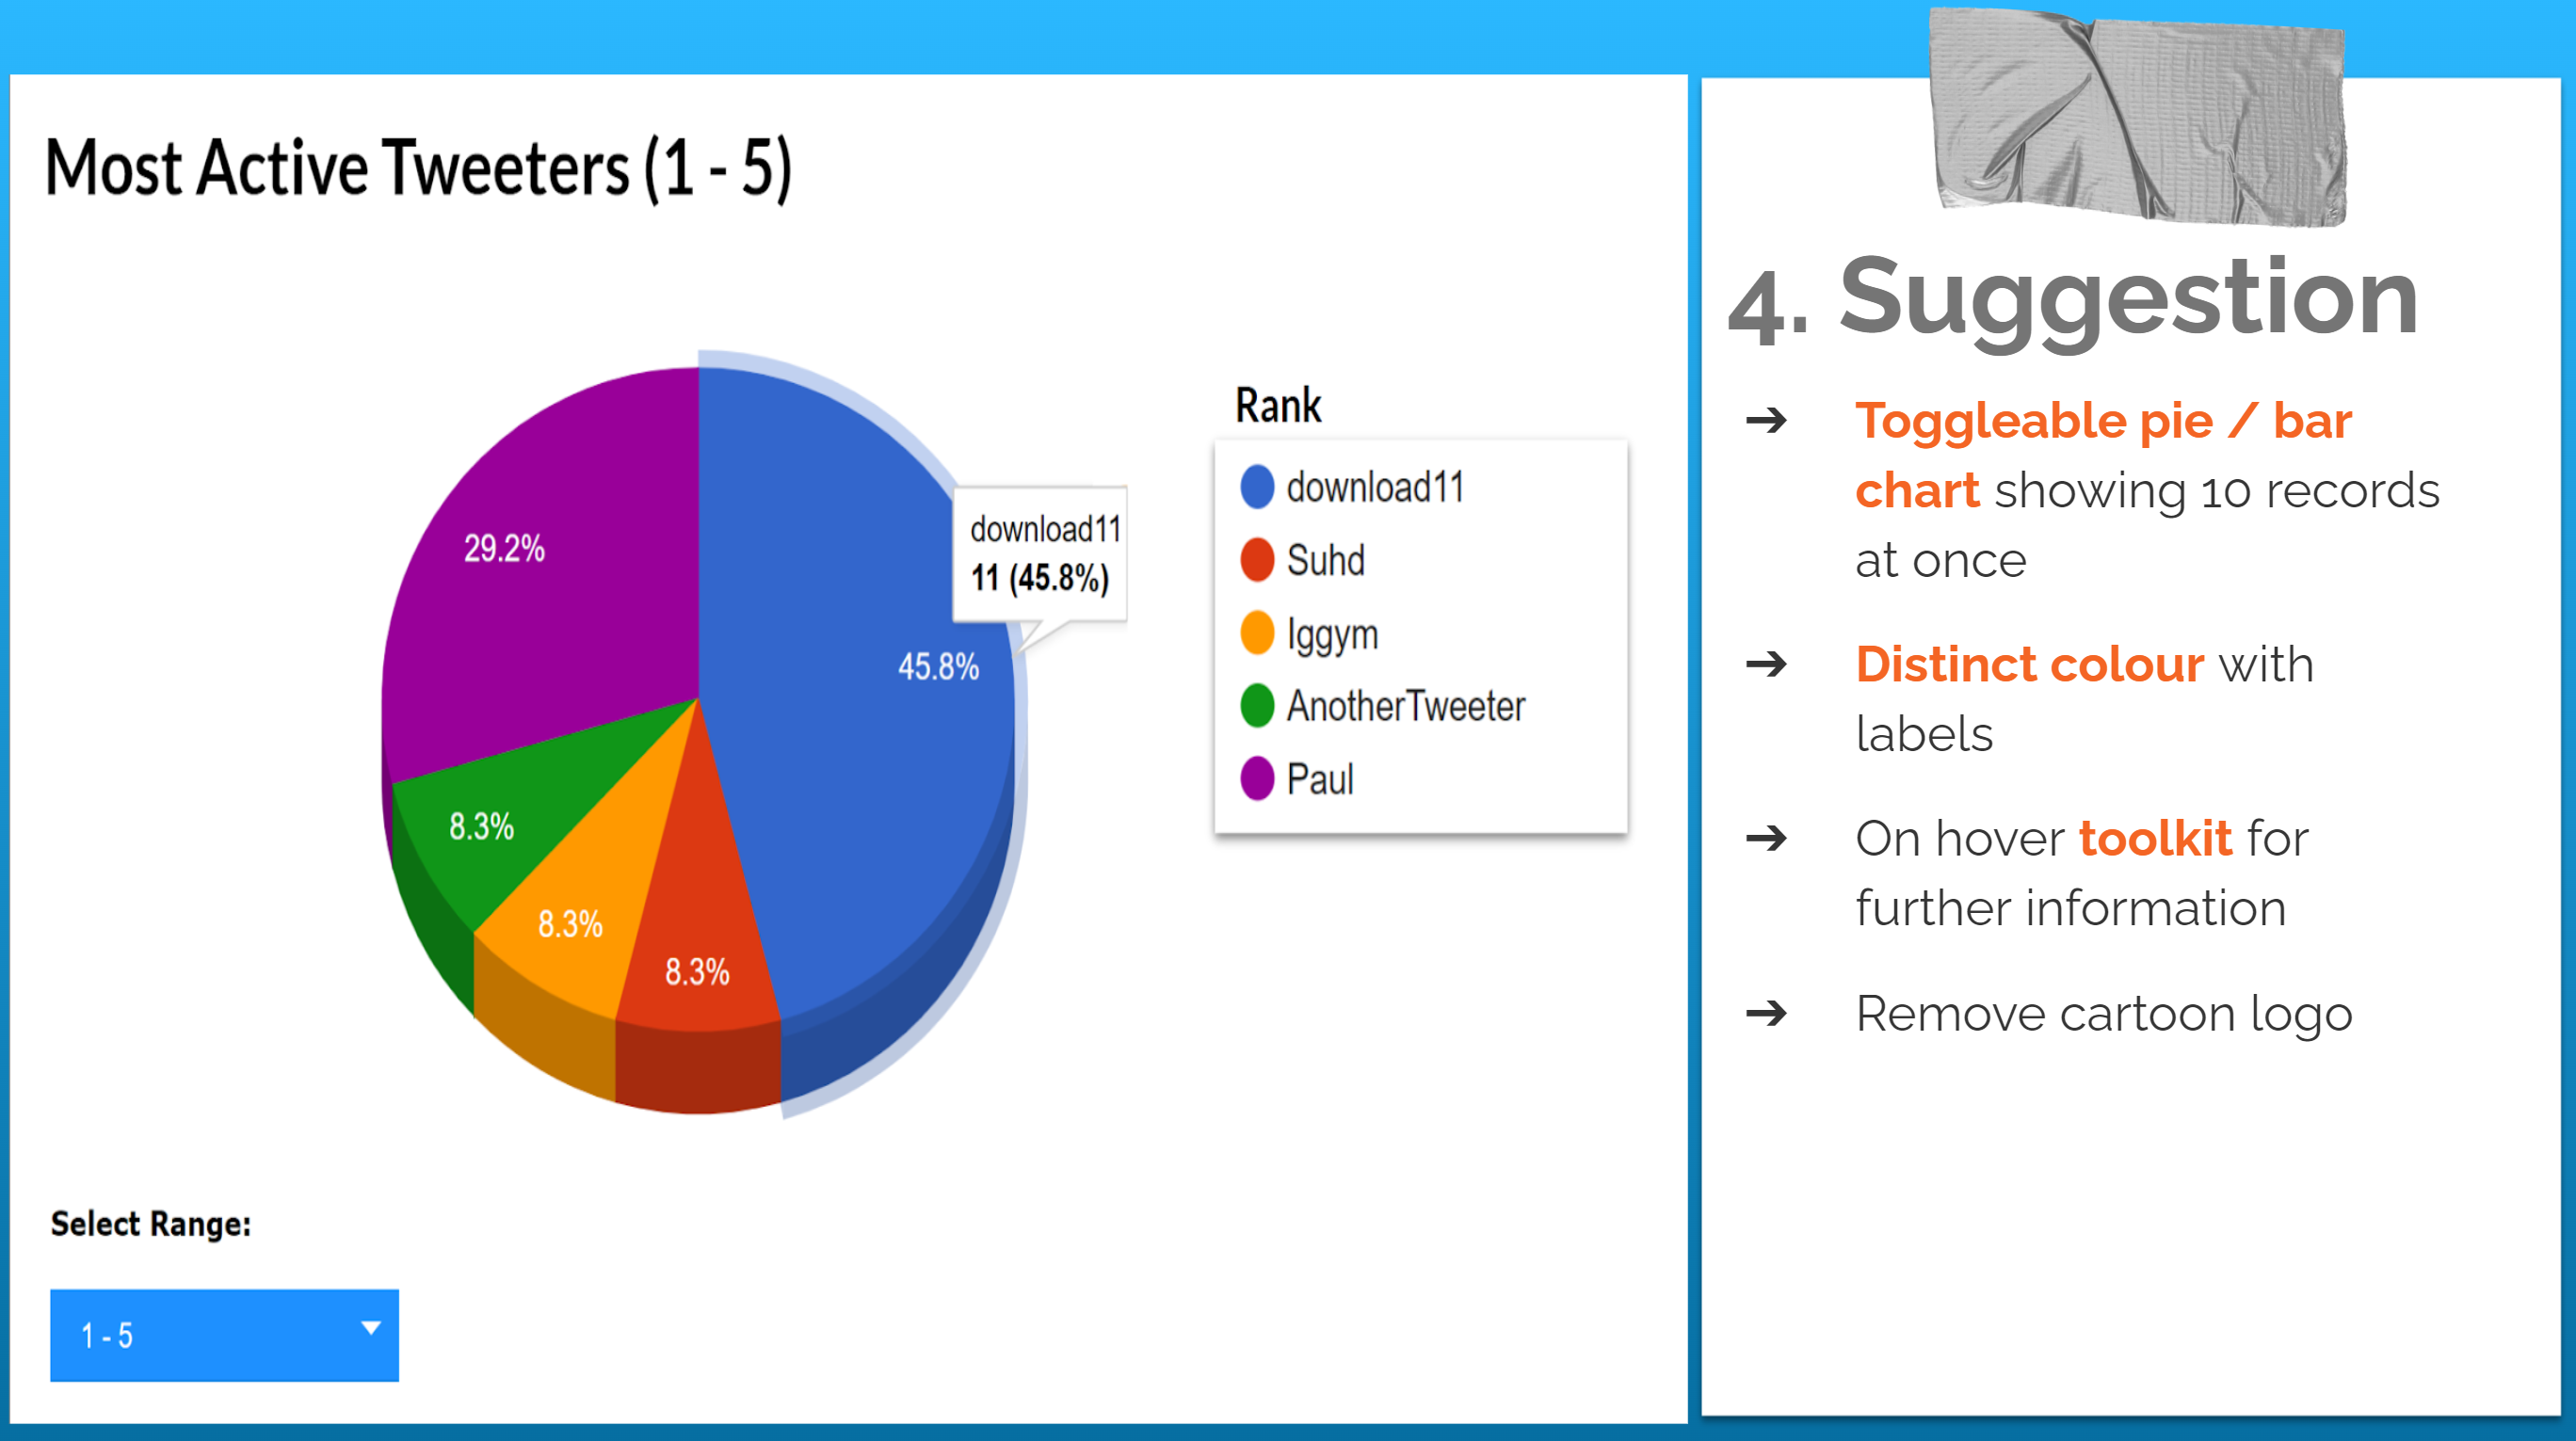 Most Active Tweeters (1 - 5)
29.2%
45.8%
8.3%
8.3%
8.3%
download11
11 (45.8%)
Rank
download11
Suhd
Iggym
AnotherTweeter
Paul
Select Range:
1 - 5
4. Suggestion
➔ Toggleable pie / bar
chart showing 10 records
at once
➔ Distinct colour with
labels
➔ On hover toolkit for
further information
➔ Remove cartoon logo